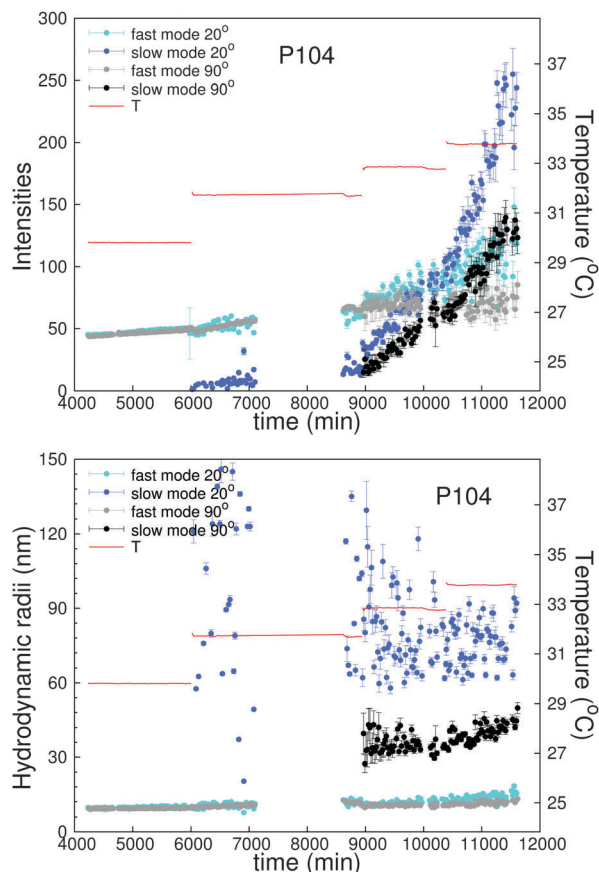 P104
fast mode 20°
slow mode 20°
fast mode 90°
slow mode 90°
T
Intensities
300
250
200
150
100
50
0
4000 5000 6000 7000 8000 9000 10000 11000 12000
time (min)
37
35
33
31
29
27
25
Temperature (°C)
P104
fast mode 20°
slow mode 20°
fast mode 90°
slow mode 90°
T
Hydrodynamic radii (nm)
150
120
90
60
30
0
4000 5000 6000 7000 8000 9000 10000 11000 12000
time (min)
37
35
33
31
29
27
25
Temperature (°C)